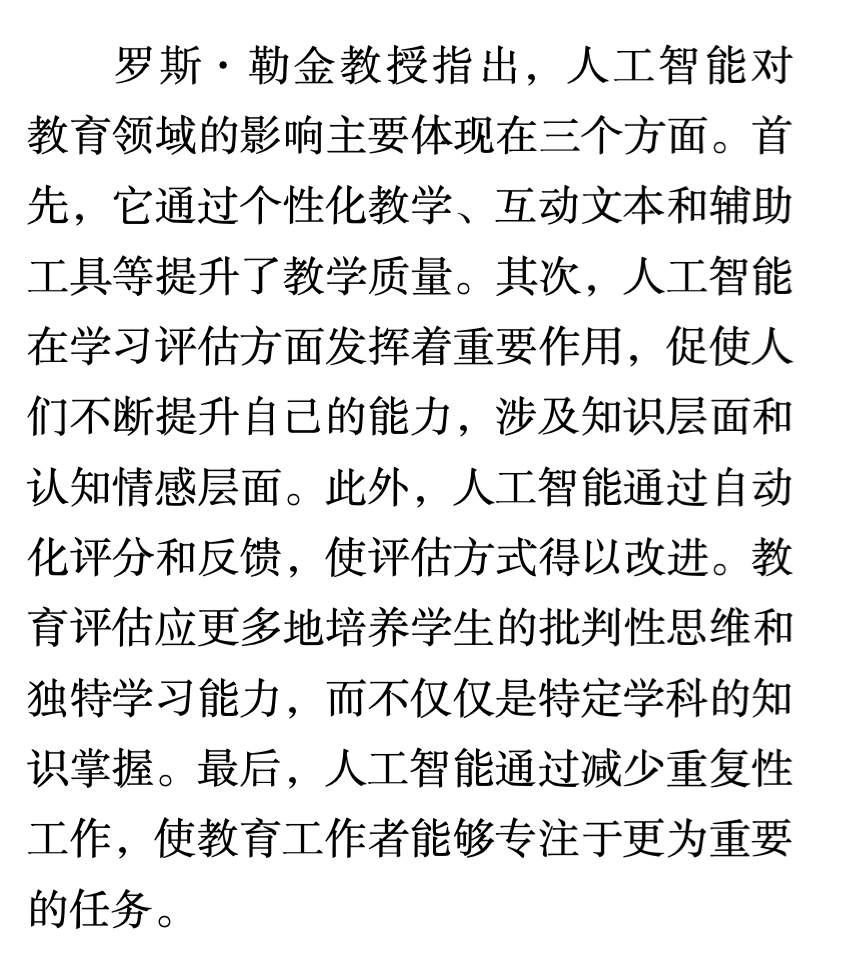 罗斯·勒金教授指出，人工智能对
教育领域的影响主要体现在三个方面。首
先，它通过个性化教学、互动文本和辅助
工具等提升了教学质量。其次，人工智能
在学习评估方面发挥着重要作用，促使人
们不断提升自己的能力，涉及知识层面和
认知情感层面。此外，人工智能通过自动
化评分和反馈，使评估方式得以改进。教
育评估应更多地培养学生的批判性思维和
独特学习能力，而不仅仅是特定学科的知
识掌握。最后，人工智能通过减少重复性
工作，使教育工作者能够专注于更为重要
的任务。